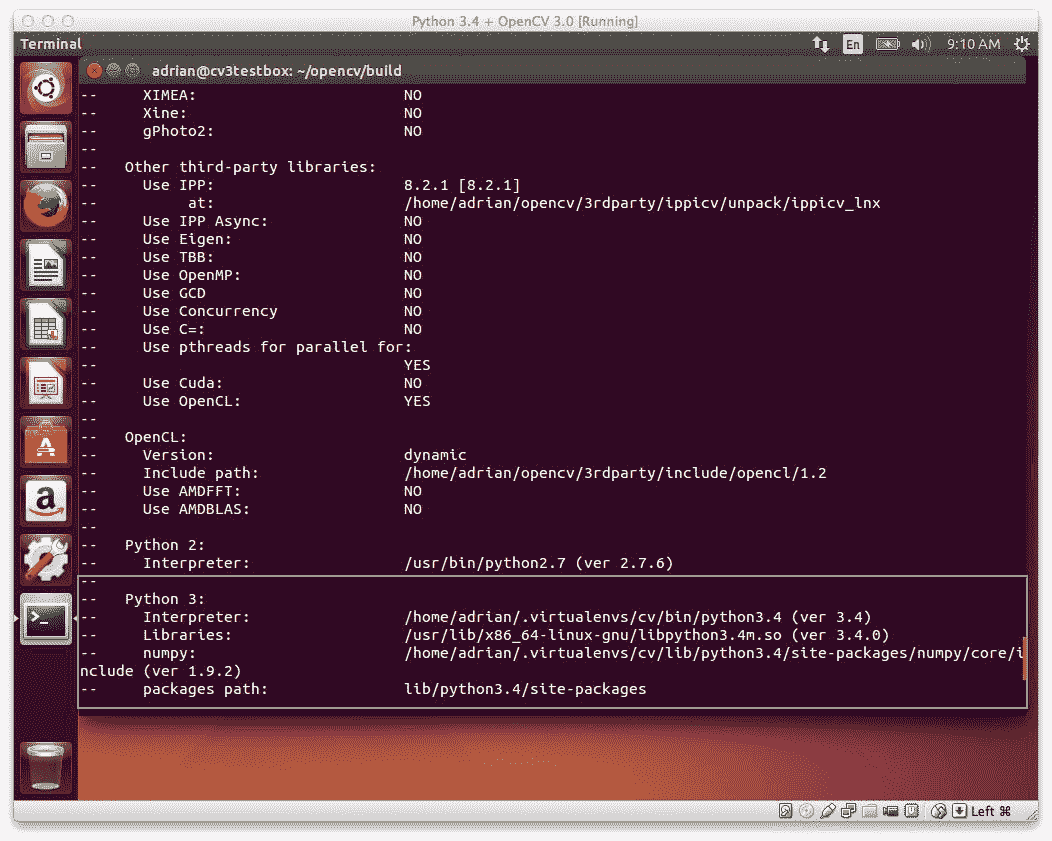 Python 3.4 + OpenCV 3.0 [Running]
Terminal En 9:10 AM
adrian@cv3testbox: ~/opencv/build
-- XIMEA: NO
-- Xine: NO
-- gPhoto2: NO
--
-- Other third-party libraries:
-- Use IPP: 8.2.1 [8.2.1]
-- at: /home/adrian/opencv/3rdparty/ippicv/unpack/ippicv_lnx
-- Use IPP Async: NO
-- Use Eigen: NO
-- Use TBB: NO
-- Use OpenMP: NO
-- Use GCD NO
-- Use Concurrency NO
-- Use C=: NO
-- Use pthreads for parallel for:
-- YES
-- Use Cuda: NO
-- Use OpenCL: YES
--
-- OpenCL:
-- Version: dynamic
-- Include path: /home/adrian/opencv/3rdparty/include/opencl/1.2
-- Use AMDFFT: NO
-- Use AMDBLAS: NO
--
-- Python 2:
-- Interpreter: /usr/bin/python2.7 (ver 2.7.6)
--
-- Python 3:
-- Interpreter: /home/adrian/.virtualenvs/cv/bin/python3.4 (ver 3.4)
-- Libraries: /usr/lib/x86_64-linux-gnu/libpython3.4m.so (ver 3.4.0)
-- numpy: /home/adrian/.virtualenvs/cv/lib/python3.4/site-packages/numpy/core/i
nclude (ver 1.9.2)
-- packages path: lib/python3.4/site-packages
Left ⌘